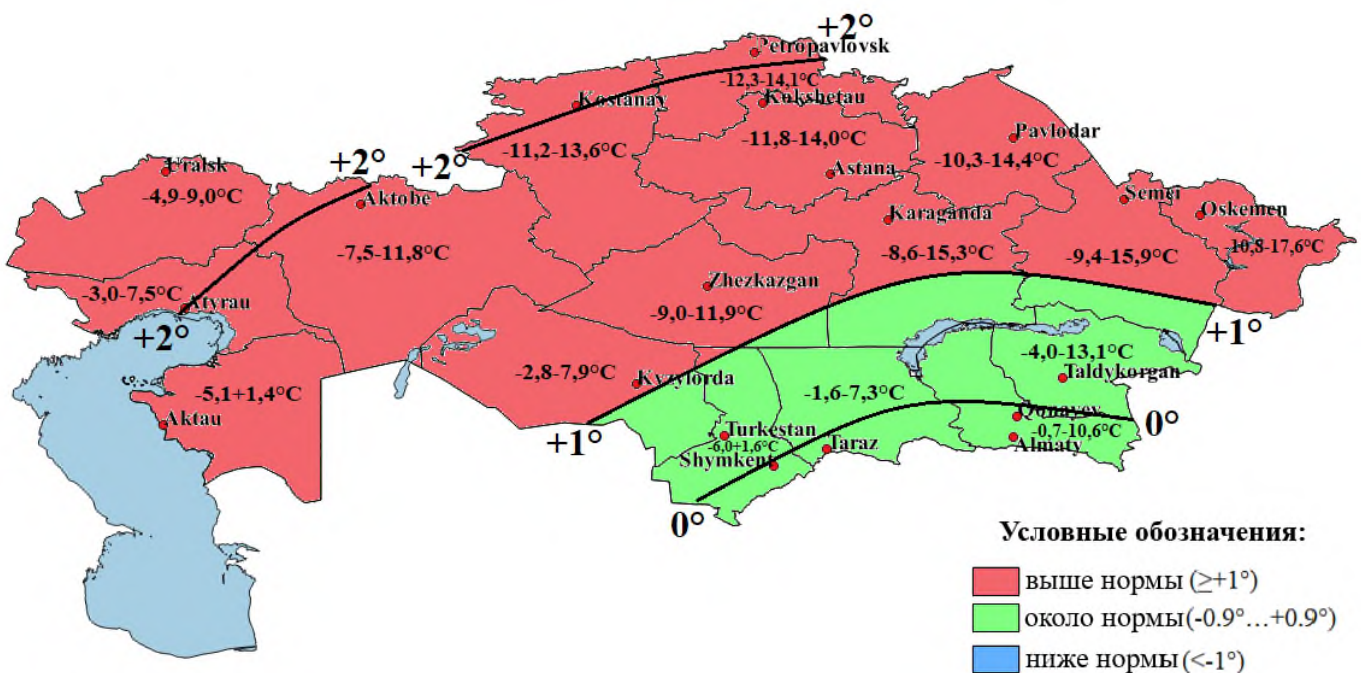 +2°
Petropavlovsk
-12,3-14,1°C
Kostanay
Kokshetau
-11,2-13,6°C
-11,8-14,0°C
Pavlodar
-10,3-14,4°C
Astana
+2°
+2°
Uralsk
-4,9-9,0°C
Aktobe
Semei
Oskemen
Karaganda
-7,5-11,8°C
-8,6-15,3°C
-9,4-15,9°C
-10,8-17,6°C
Zhezkazgan
-3,0-7,5°C
Atyrau
-9,0-11,9°C
+2°
+1°
-4,0-13,1°C
-2,8-7,9°C
Taldykorgan
Kyzylorda
-5,1+1,4°C
-1,6-7,3°C
Aktau
Qonayev
0°
+1°
Turkestan
-0,7-10,6°C
-6,0+1,6°C
Taraz
Almaty
Shymkent
0°
Условные обозначения:
выше нормы (≥+1°)
около нормы (-0.9°…+0.9°)
ниже нормы (<-1°)